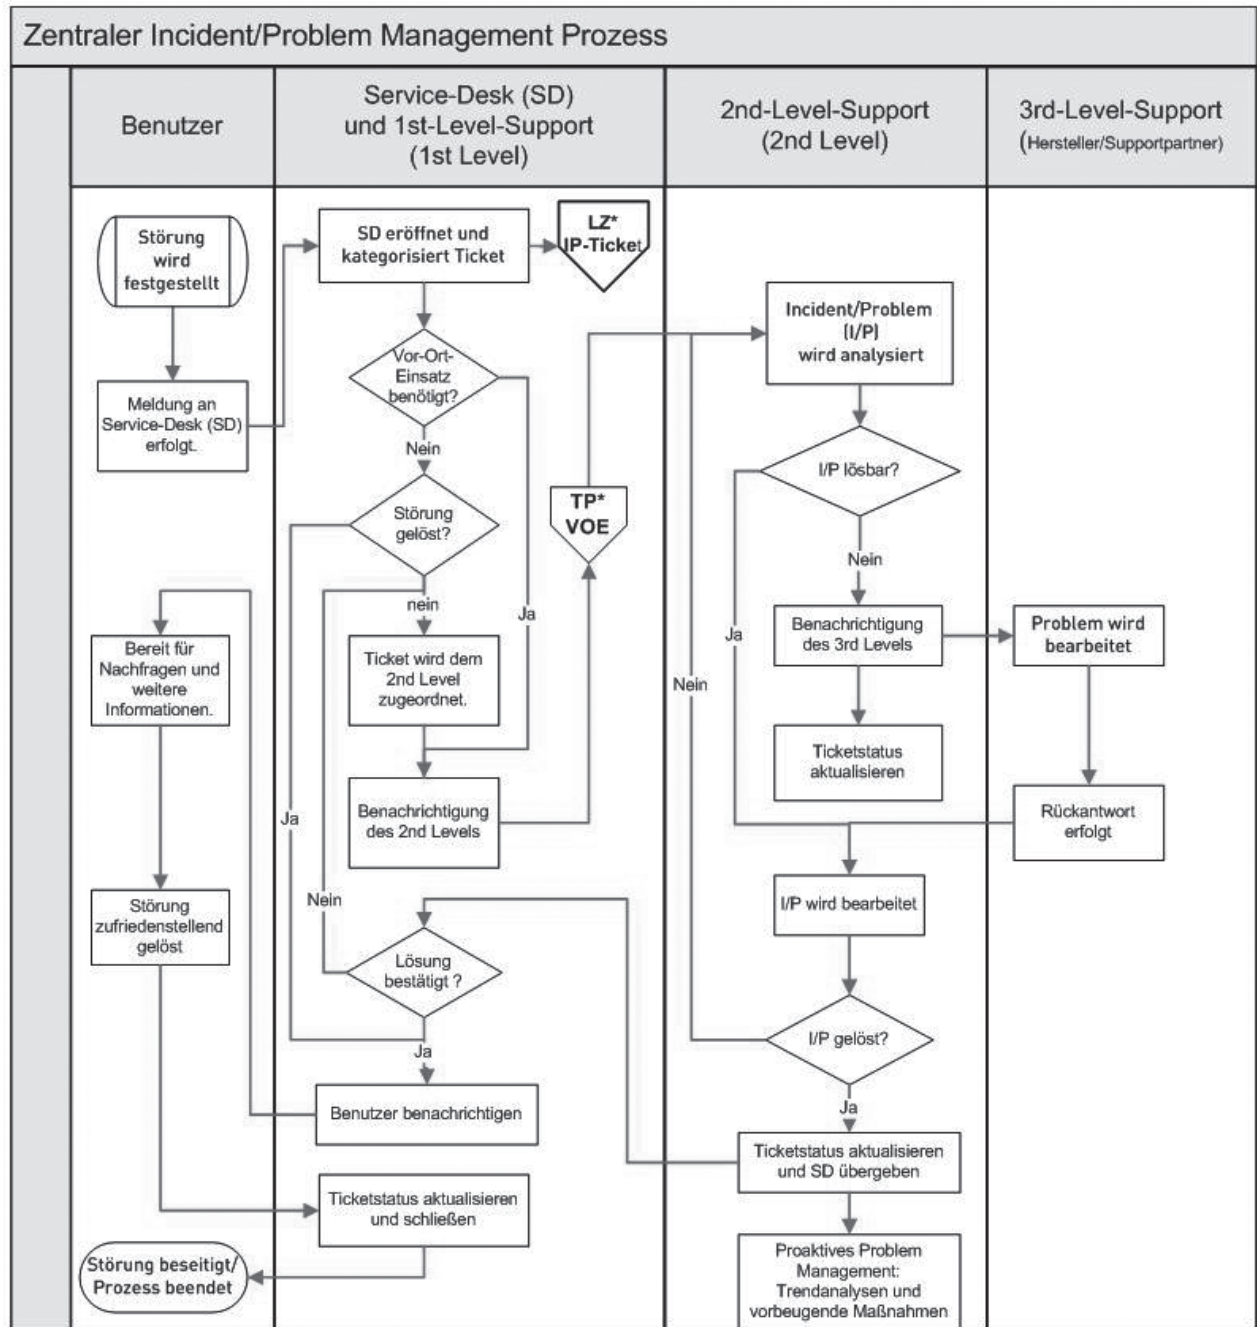 Zentraler Incident/Problem Management Prozess
Benutzer
Service-Desk (SD)
und 1st-Level-Support
(1st Level)
2nd-Level-Support
(2nd Level)
3rd-Level-Support
(Hersteller/Supportpartner)
Störung
wird
festgestellt
SD eröffnet und
kategorisiert Ticket
LZ*
IP-Ticket
Incident/Problem
(I/P)
wird analysiert
Vor-Ort-
Einsatz
benötigt?
Meldung an
Service-Desk (SD)
erfolgt.
Nein
I/P lösbar?
Störung
gelöst?
TP*
VOE
Nein
nein
Ja
Ja
Benachrichtigung
des 3rd Levels
Problem wird
bearbeitet
Bereit für
Nachfragen und
weitere
Informationen.
Ticket wird dem
2nd Level
zugeordnet.
Nein
Ticketstatus
aktualisieren
Ja
Benachrichtigung
des 2nd Levels
Rückantwort
erfolgt
Störung
zufriedenstellend
gelöst
Nein
I/P wird bearbeitet
Lösung
bestätigt ?
I/P gelöst?
Ja
Benutzer benachrichtigen
Ja
Ticketstatus aktualisieren
und SD übergeben
Ticketstatus aktualisieren
und schließen
Störung beseitigt/
Prozess beendet
Proaktives Problem
Management:
Trendanalysen und
vorbeugende Maßnahmen